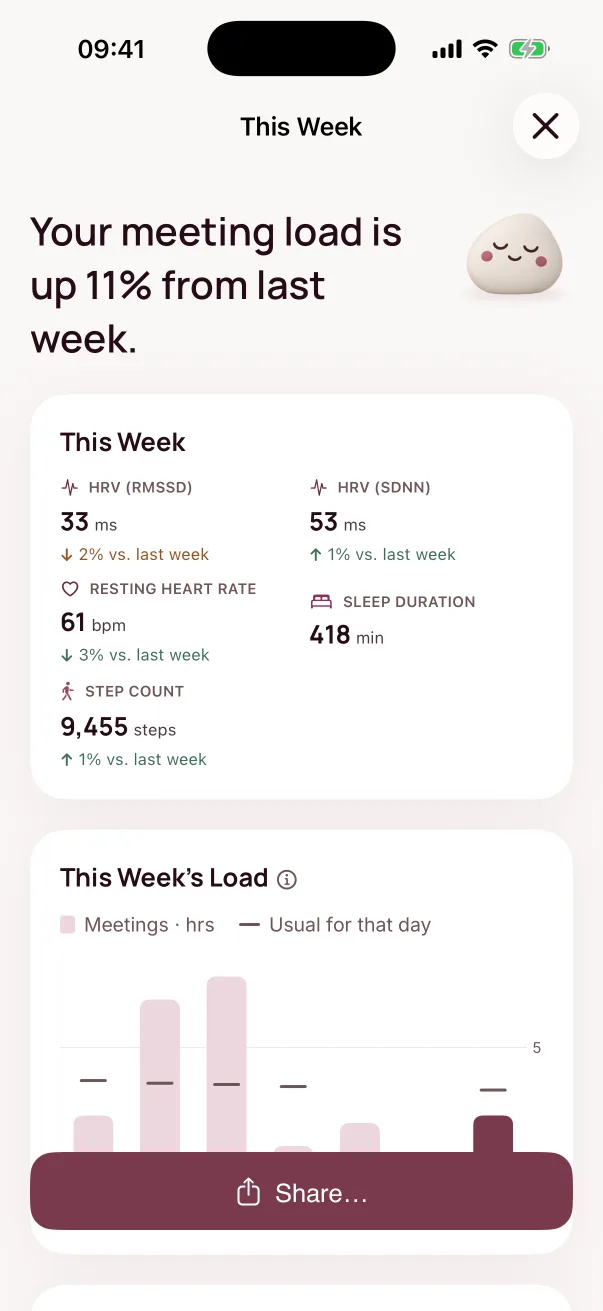 09:41
This Week
Your meeting load is
up 11% from last
week.
This Week
HRV (RMSSD)
33 ms
↓ 2% vs. last week
HRV (SDNN)
53 ms
↑ 1% vs. last week
RESTING HEART RATE
61 bpm
↓ 3% vs. last week
SLEEP DURATION
418 min
STEP COUNT
9,455 steps
↑ 1% vs. last week
This Week’s Load
Meetings · hrs
Usual for that day
5
Share…